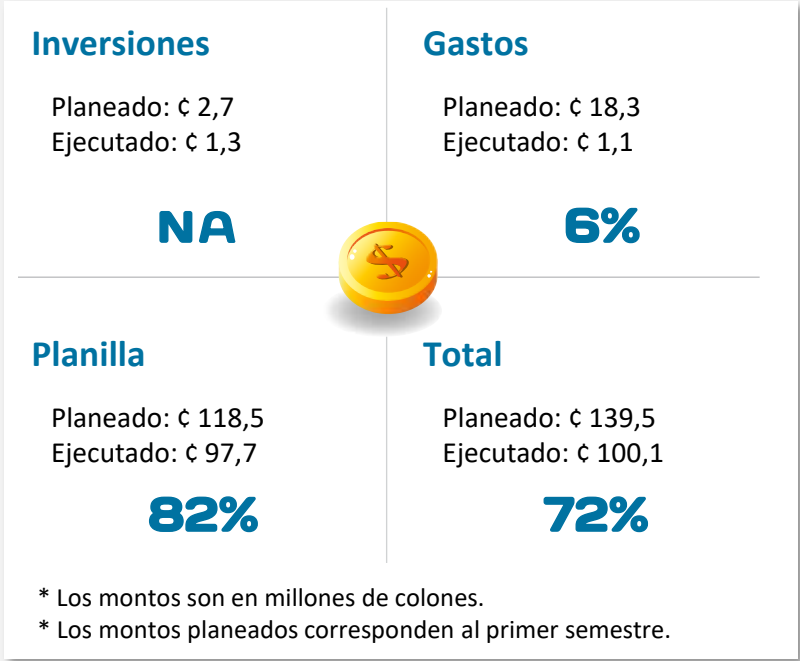 Inversiones
Planeado: ¢ 2,7
Ejecutado: ¢ 1,3
NA
Gastos
Planeado: ¢ 18,3
Ejecutado: ¢ 1,1
6%
$
Planilla
Planeado: ¢ 118,5
Ejecutado: ¢ 97,7
82%
Total
Planeado: ¢ 139,5
Ejecutado: ¢ 100,1
72%
* Los montos son en millones de colones.
* Los montos planeados corresponden al primer semestre.